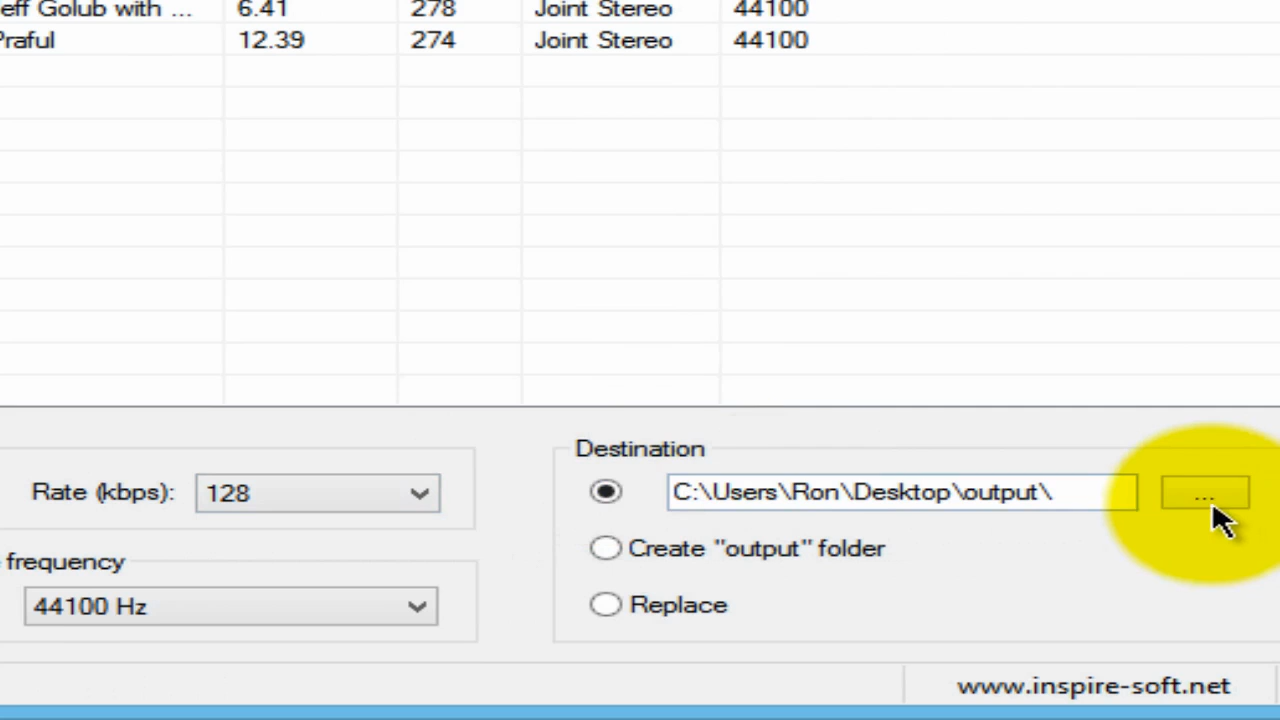 eff Golub with ... 6.41 278 Joint Stereo 44100
Praful 12.39 274 Joint Stereo 44100
Destination
Rate (kbps): 128 C:\Users\Ron\Desktop\output\ ...
Create "output" folder
frequency
44100 Hz Replace
www.inspire-soft.net